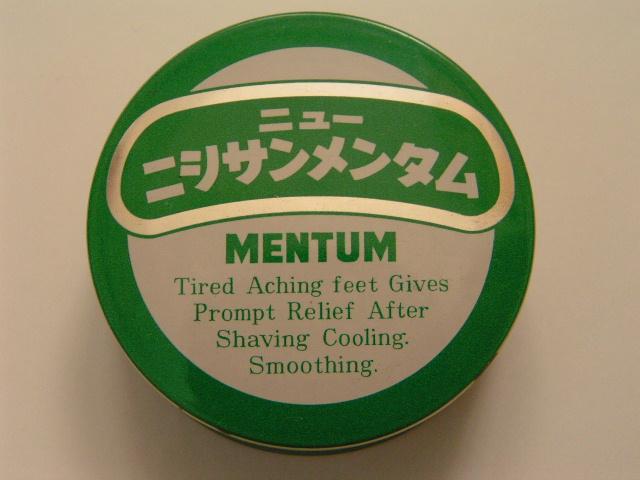 ニュー
ニシサンメンタム
MENTUM
Tired Aching feet Gives
Prompt Relief After
Shaving Cooling.
Smoothing.